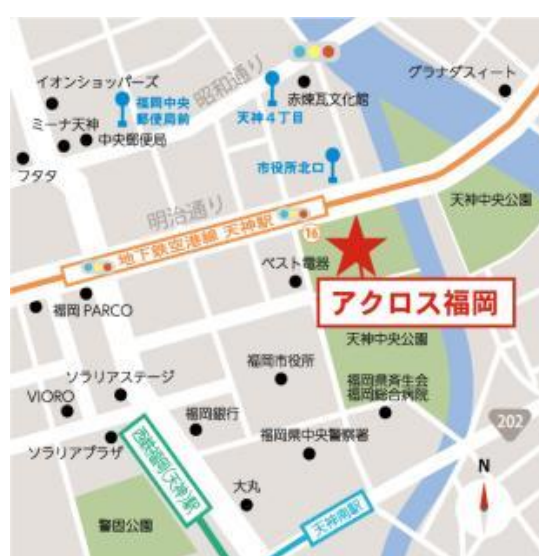 昭和通り
イオンショッパーズ
福岡中央
郵便局前
ミーナ天神
中央郵便局
フタタ
天神4丁目
赤煉瓦文化館
グラナダスィート
市役所北口
明治通り
地下鉄空港線 天神駅
16
天神中央公園
ベスト電器
アクロス福岡
福岡 PARCO
天神中央公園
ソラリアステージ
VIORO
福岡市役所
福岡県済生会
福岡総合病院
福岡銀行
ソラリアプラザ
福岡県中央警察署
202
西鉄福岡(天神)駅
大丸
天神南駅
警固公園
N